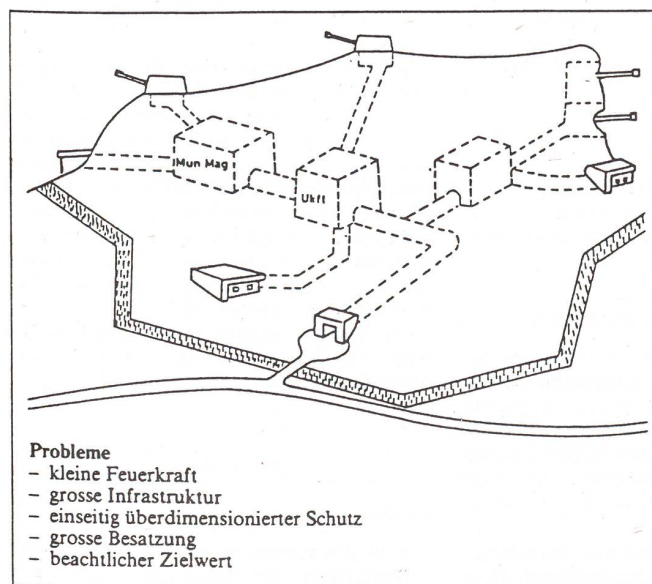 Mun Mag
Ukft
Probleme
– kleine Feuerkraft
– grosse Infrastruktur
– einseitig überdimensionierter Schutz
– grosse Besatzung
– beachtlicher Zielwert